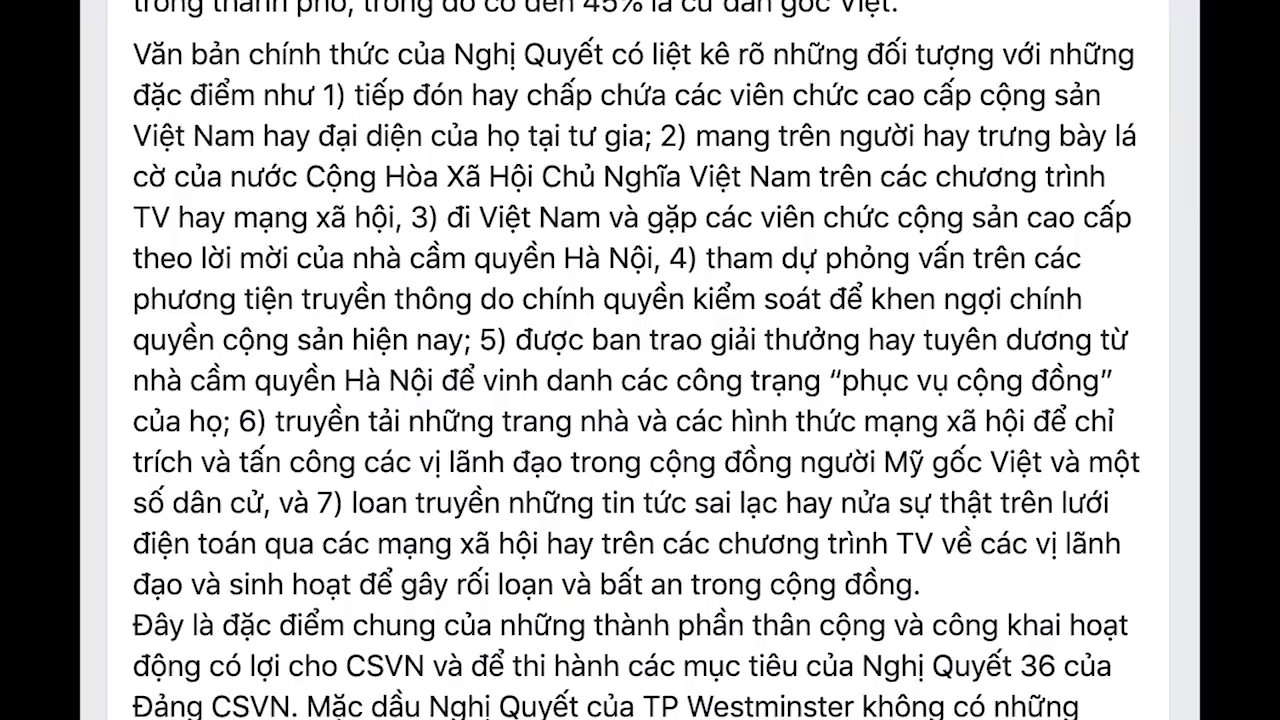 trong thành phố, trong đó có đến 45% là cư dân gốc Việt.
Văn bản chính thức của Nghị Quyết có liệt kê rõ những đối tượng với những
đặc điểm như 1) tiếp đón hay chấp chứa các viên chức cao cấp cộng sản
Việt Nam hay đại diện của họ tại tư gia; 2) mang trên người hay trưng bày lá
cờ của nước Cộng Hòa Xã Hội Chủ Nghĩa Việt Nam trên các chương trình
TV hay mạng xã hội, 3) đi Việt Nam và gặp các viên chức cộng sản cao cấp
theo lời mời của nhà cầm quyền Hà Nội, 4) tham dự phỏng vấn trên các
phương tiện truyền thông do chính quyền kiểm soát để khen ngợi chính
quyền cộng sản hiện nay; 5) được ban trao giải thưởng hay tuyên dương từ
nhà cầm quyền Hà Nội để vinh danh các công trạng “phục vụ cộng đồng”
của họ; 6) truyền tải những trang nhà và các hình thức mạng xã hội để chỉ
trích và tấn công các vị lãnh đạo trong cộng đồng người Mỹ gốc Việt và một
số dân cử, và 7) loan truyền những tin tức sai lạc hay nửa sự thật trên lưới
điện toán qua các mạng xã hội hay trên các chương trình TV về các vị lãnh
đạo và sinh hoạt để gây rối loạn và bất an trong cộng đồng.
Đây là đặc điểm chung của những thành phần thân cộng và công khai hoạt
động có lợi cho CSVN và để thi hành các mục tiêu của Nghị Quyết 36 của
Đảng CSVN. Mặc dầu Nghị Quyết của TP Westminster không có những